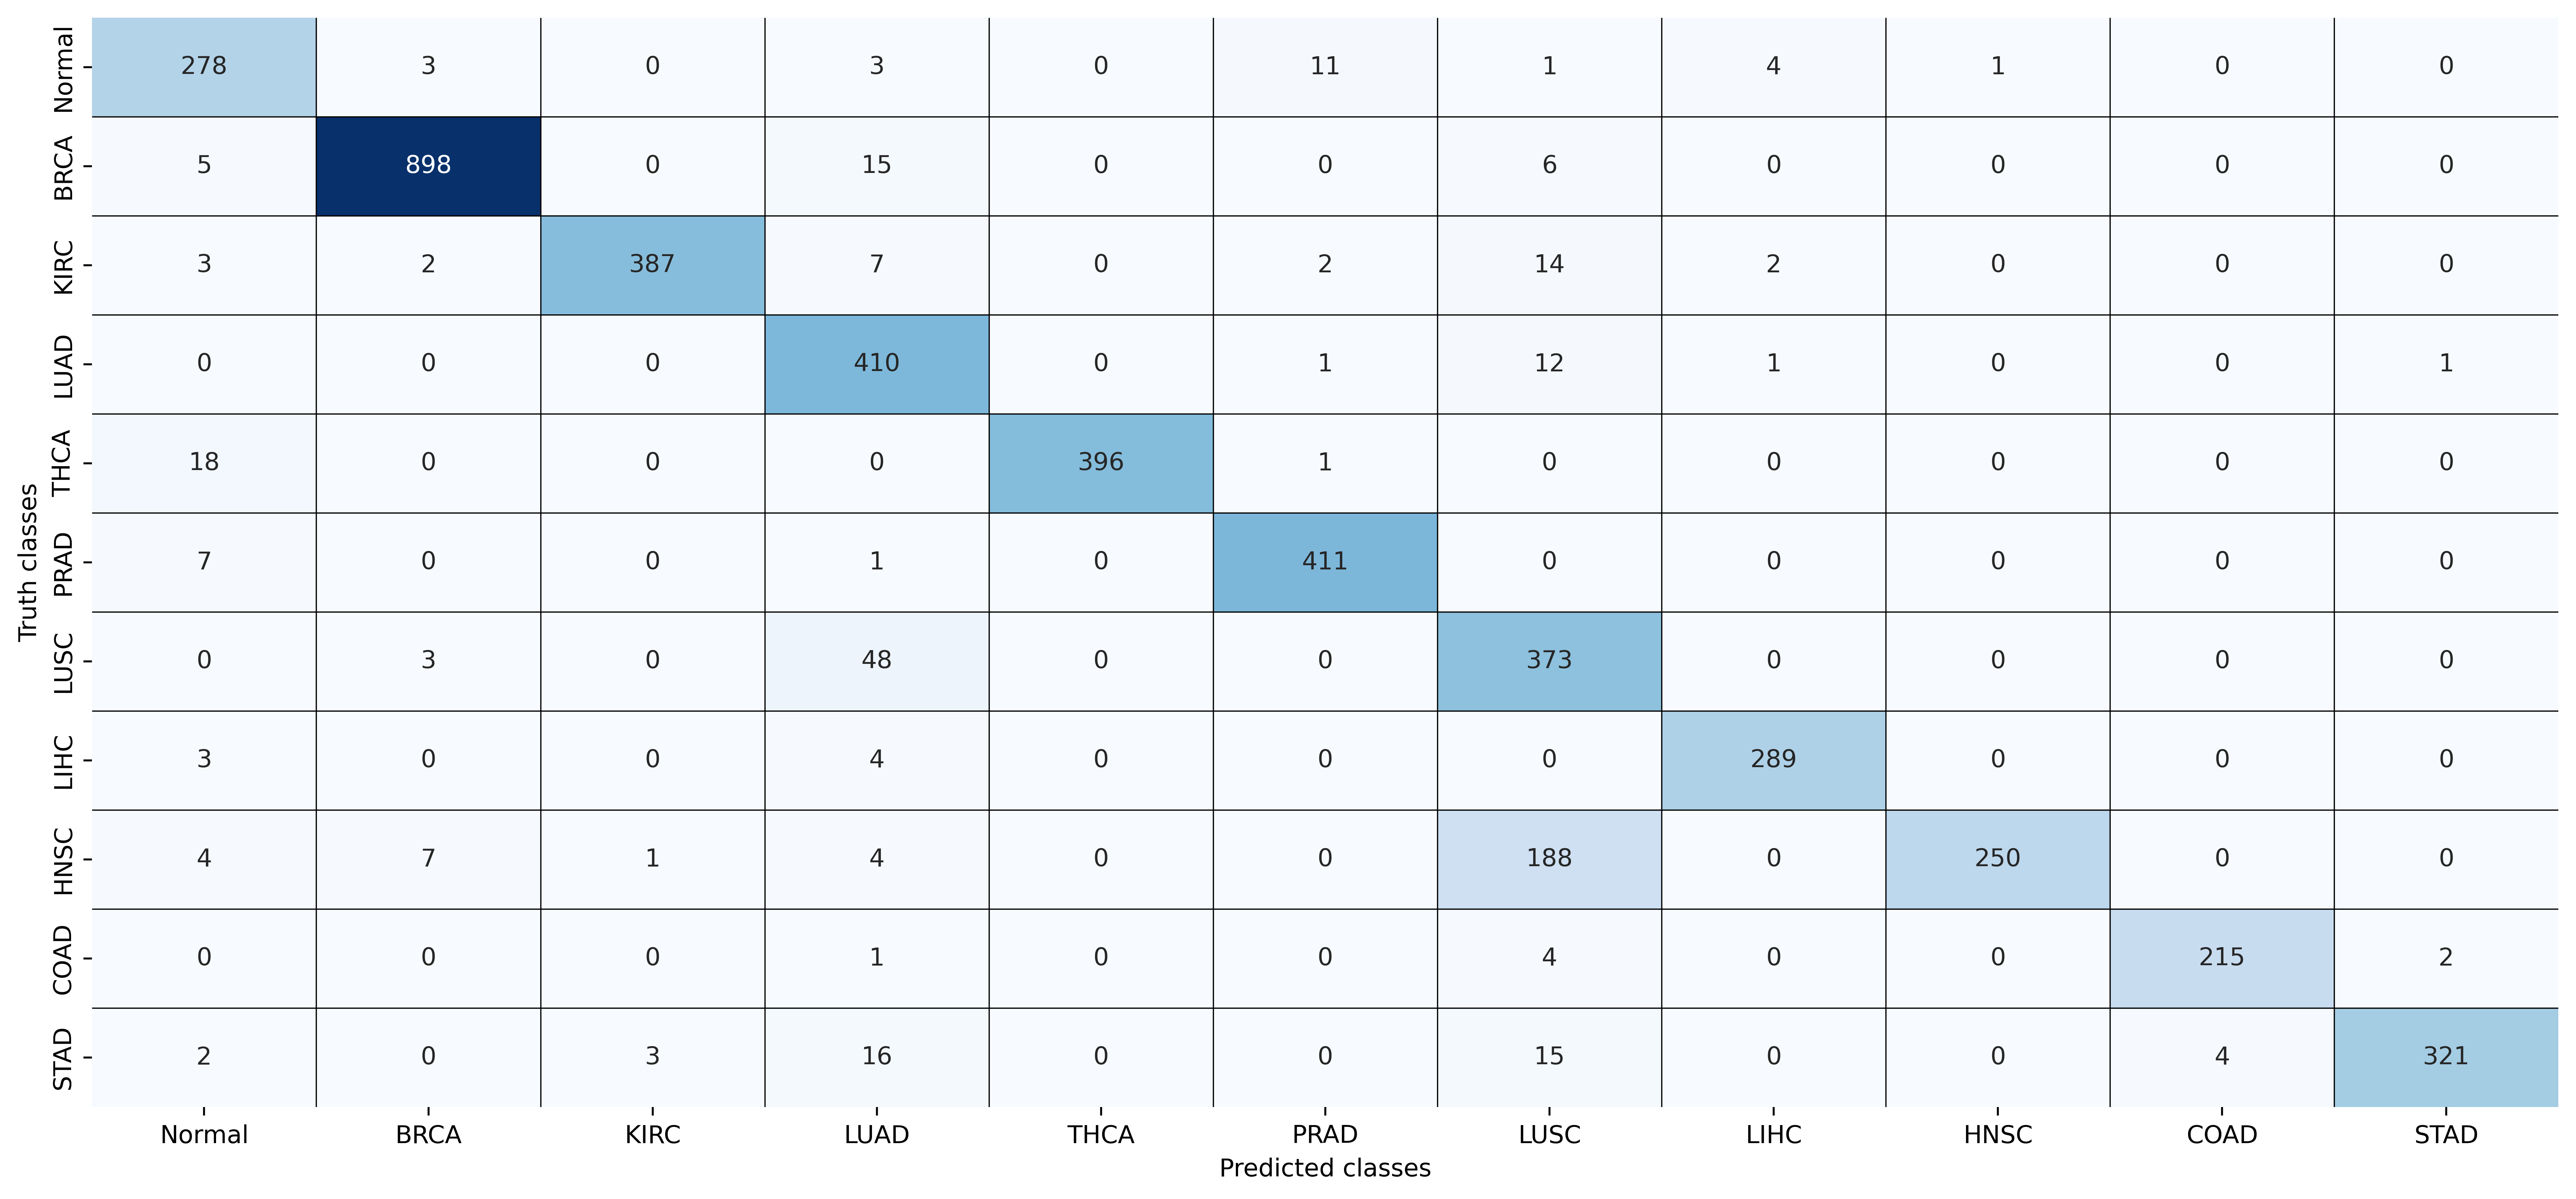 Truth classes
Normal 278 3 0 3 0 11 1 4 1 0 0
BRCA 5 898 0 15 0 0 6 0 0 0 0
KIRC 3 2 387 7 0 2 14 2 0 0 0
LUAD 0 0 0 410 0 1 12 1 0 0 1
THCA 18 0 0 0 396 1 0 0 0 0 0
PRAD 7 0 0 1 0 411 0 0 0 0 0
LUSC 0 3 0 48 0 0 373 0 0 0 0
LIHC 3 0 0 4 0 0 0 289 0 0 0
HNSC 4 7 1 4 0 0 188 0 250 0 0
COAD 0 0 0 1 0 0 4 0 0 215 2
STAD 2 0 3 16 0 0 15 0 0 4 321
Normal BRCA KIRC LUAD THCA PRAD LUSC LIHC HNSC COAD STAD
Predicted classes